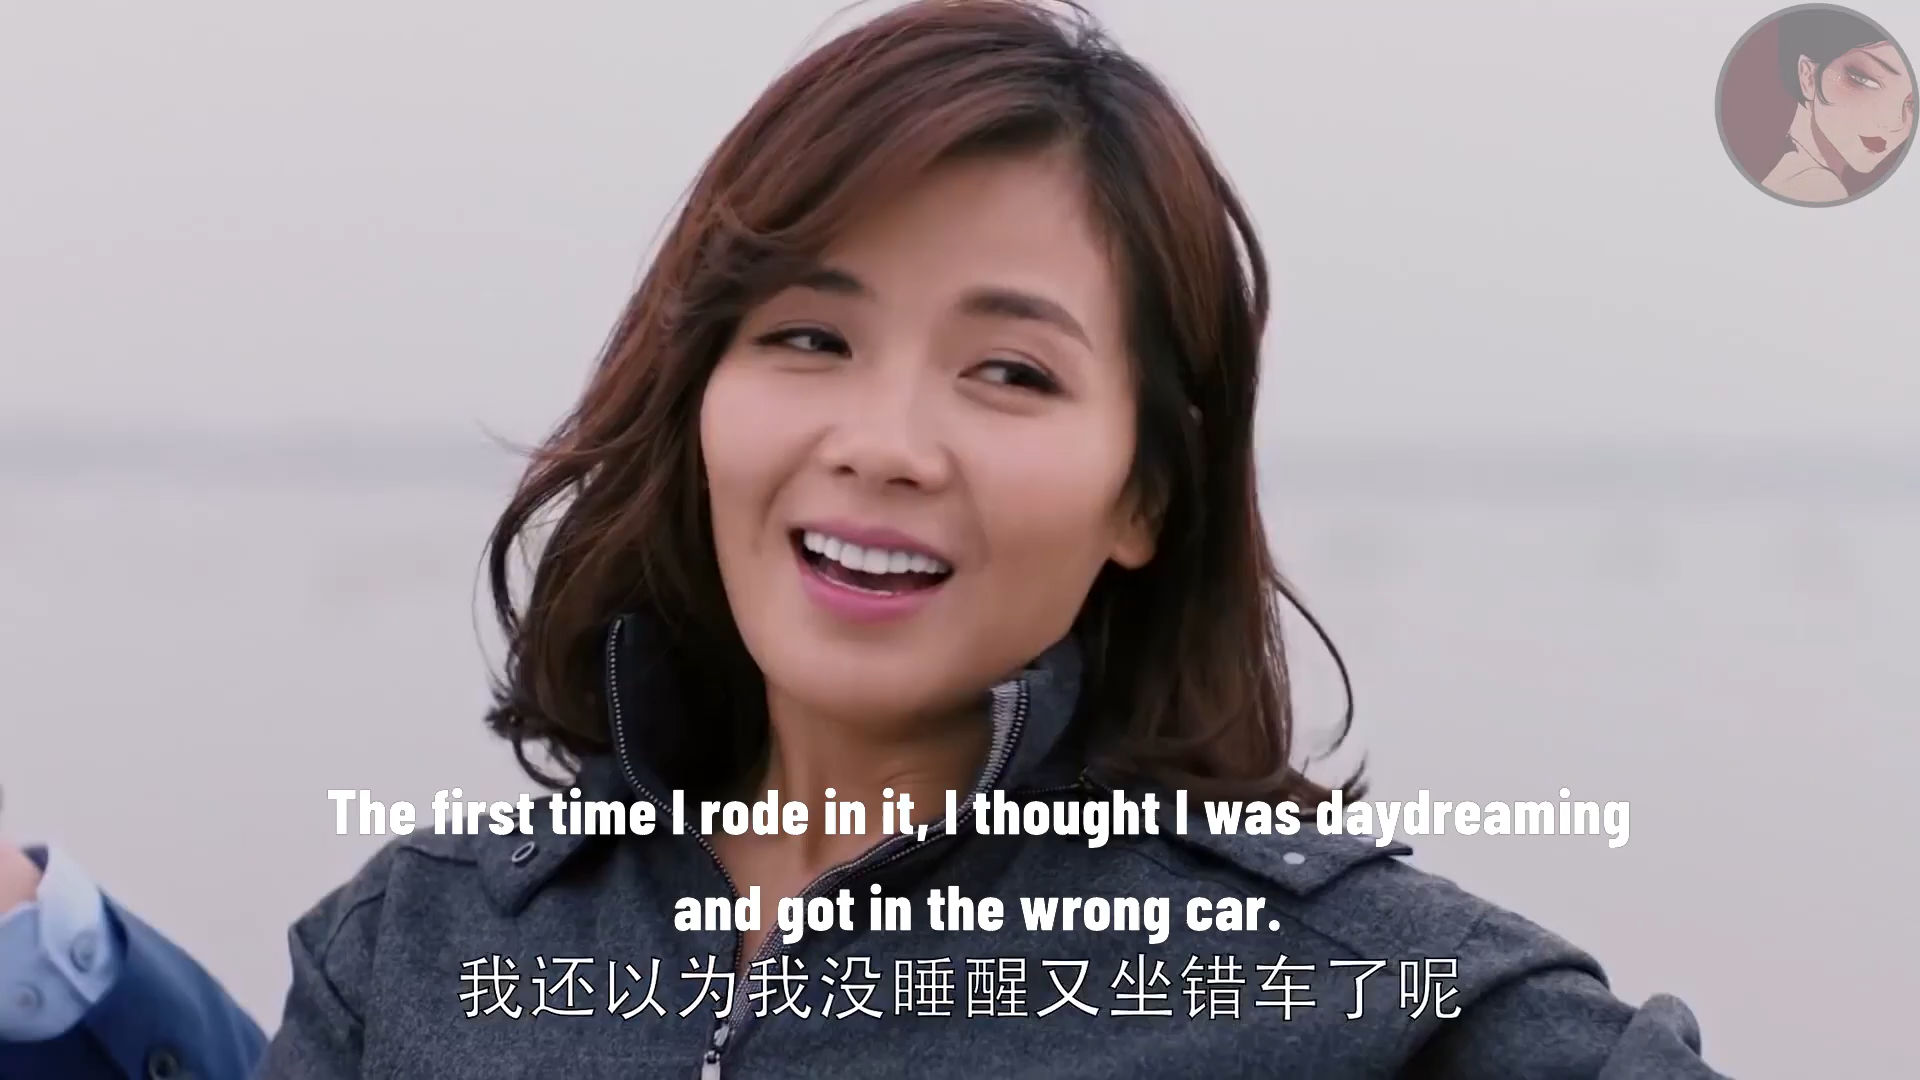 The first time I rode in it, I thought I was daydreaming
and got in the wrong car.
我还以为我没睡醒又坐错车了呢